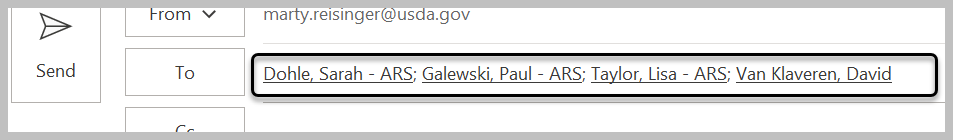 From marty.reisinger@usda.gov
Send
To Dohle, Sarah - ARS; Galewski, Paul - ARS; Taylor, Lisa - ARS; Van Klaveren, David
Cc